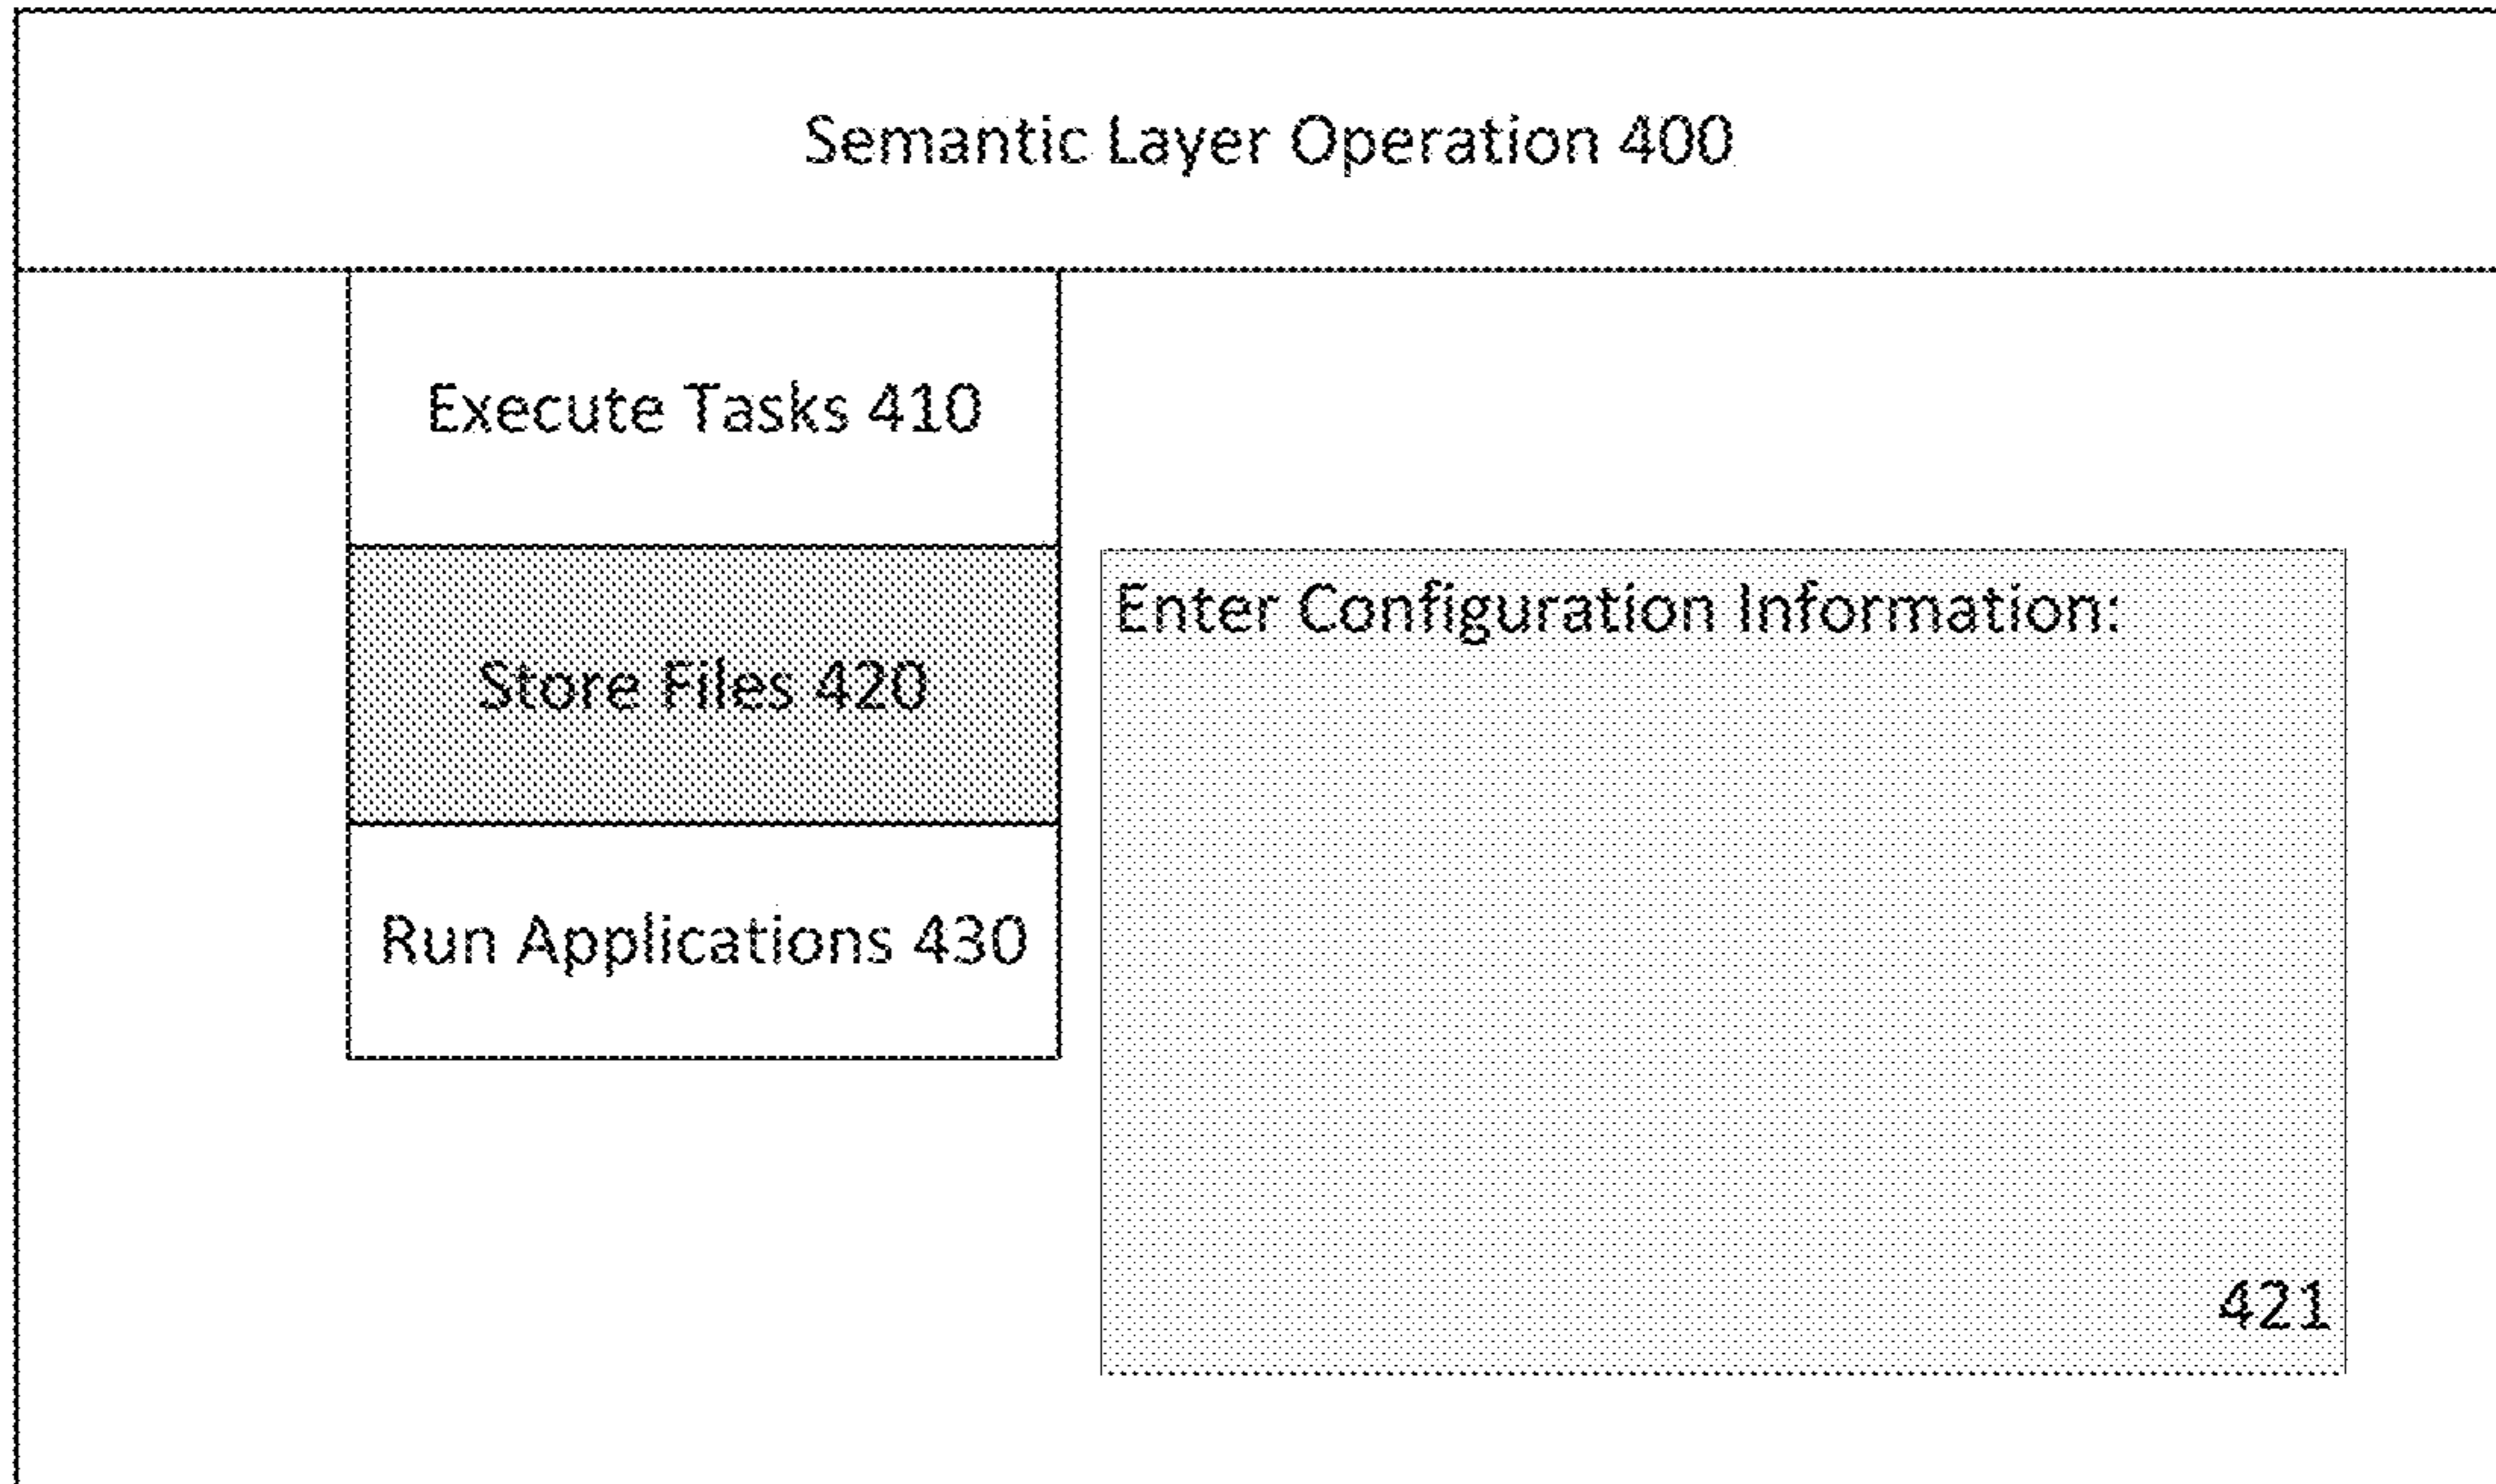 Semantic Layer Operation 400
Execute Tasks 410
Store Files 420
Run Applications 430
Enter Configuration Information:
421